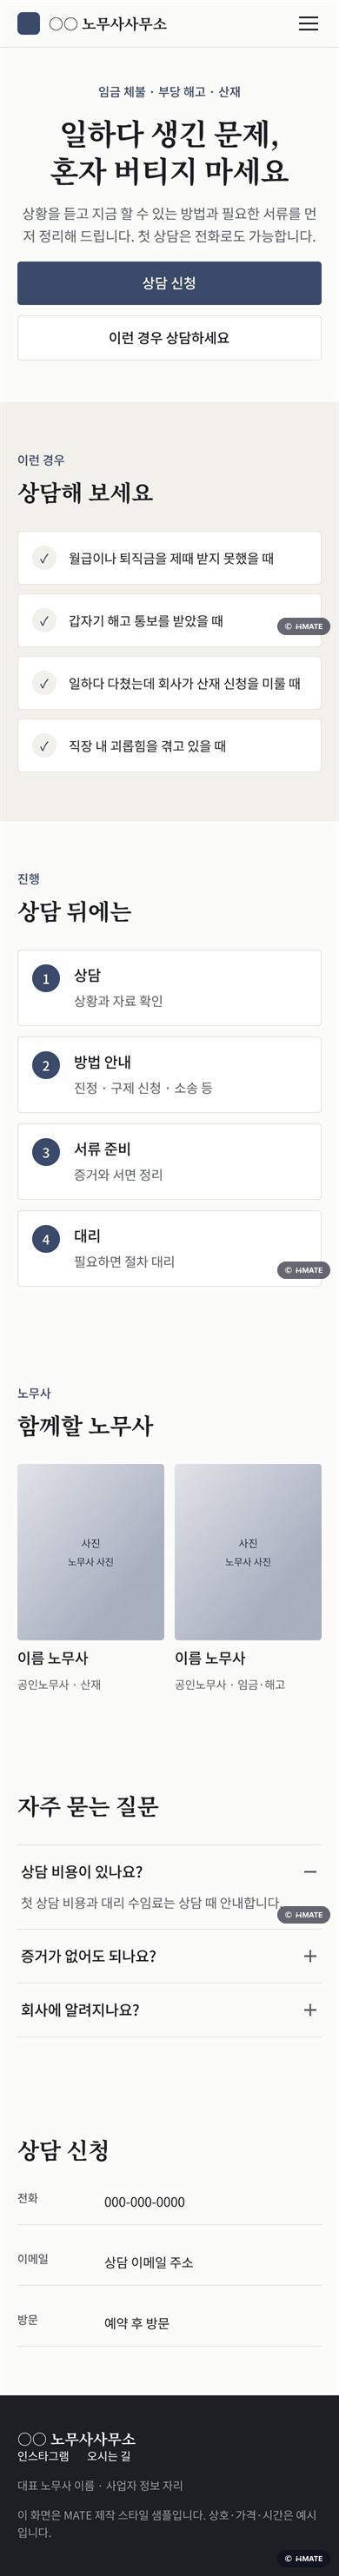 ○○ 노무사사무소
임금 체불 · 부당 해고 · 산재
일하다 생긴 문제,
혼자 버티지 마세요
상황을 듣고 지금 할 수 있는 방법과 필요한 서류를 먼
저 정리해 드립니다. 첫 상담은 전화로도 가능합니다.
상담 신청
이런 경우 상담하세요
이런 경우
상담해 보세요
✓ 월급이나 퇴직금을 제때 받지 못했을 때
✓ 갑자기 해고 통보를 받았을 때
© MATE
✓ 일하다 다쳤는데 회사가 산재 신청을 미룰 때
✓ 직장 내 괴롭힘을 겪고 있을 때
진행
상담 뒤에는
1 상담
상황과 자료 확인
2 방법 안내
진정 · 구제 신청 · 소송 등
3 서류 준비
증거와 서면 정리
4 대리
필요하면 절차 대리
© MATE
노무사
함께할 노무사
사진
노무사 사진
사진
노무사 사진
이름 노무사
공인노무사 · 산재
이름 노무사
공인노무사 · 임금·해고
자주 묻는 질문
상담 비용이 있나요?
첫 상담 비용과 대리 수임료는 상담 때 안내합니다.
© MATE
증거가 없어도 되나요?
회사에 알려지나요?
상담 신청
전화 000-000-0000
이메일 상담 이메일 주소
방문 예약 후 방문
○○ 노무사사무소
인스타그램 오시는 길
대표 노무사 이름 · 사업자 정보 자리
이 화면은 MATE 제작 스타일 샘플입니다. 상호·가격·시간은 예시
입니다.
© MATE